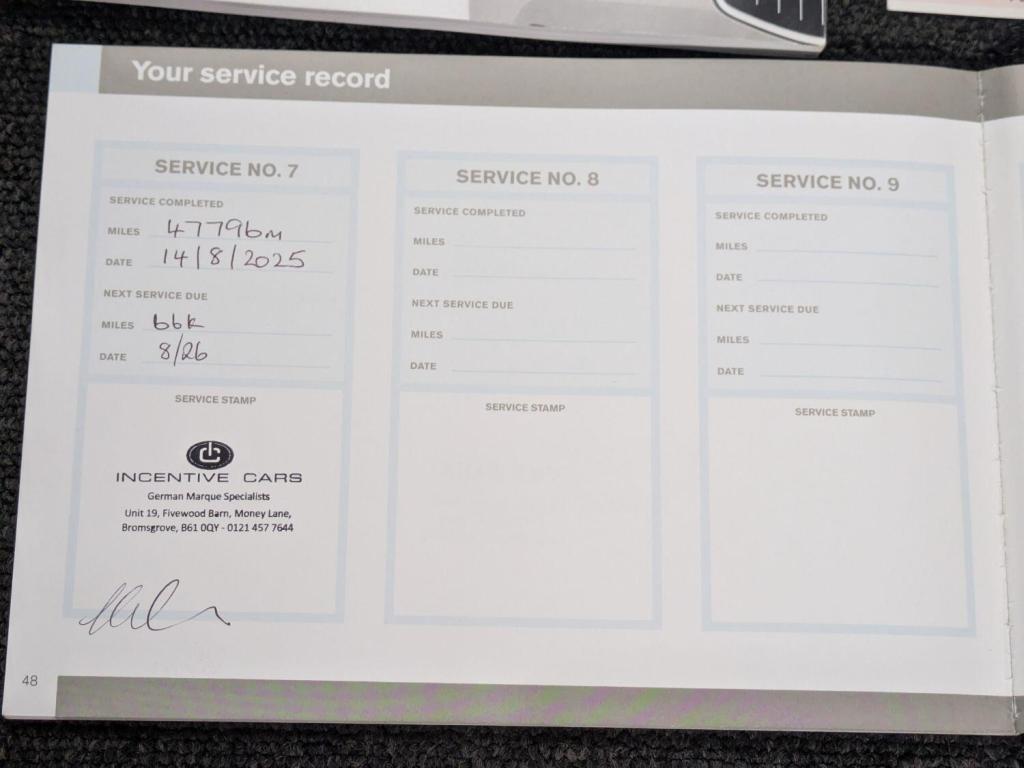 Your service record
SERVICE NO. 7
SERVICE COMPLETED
MILES 47796m
DATE 14/8/2025
NEXT SERVICE DUE
MILES 66k
DATE 8/26
SERVICE STAMP
INCENTIVE CARS
German Marque Specialists
Unit 19, Fivewood Barn, Money Lane,
Bromsgrove, B61 0QY - 0121 457 7644
SERVICE NO. 8
SERVICE COMPLETED
MILES
DATE
NEXT SERVICE DUE
MILES
DATE
SERVICE STAMP
SERVICE NO. 9
SERVICE COMPLETED
MILES
DATE
NEXT SERVICE DUE
MILES
DATE
SERVICE STAMP
48